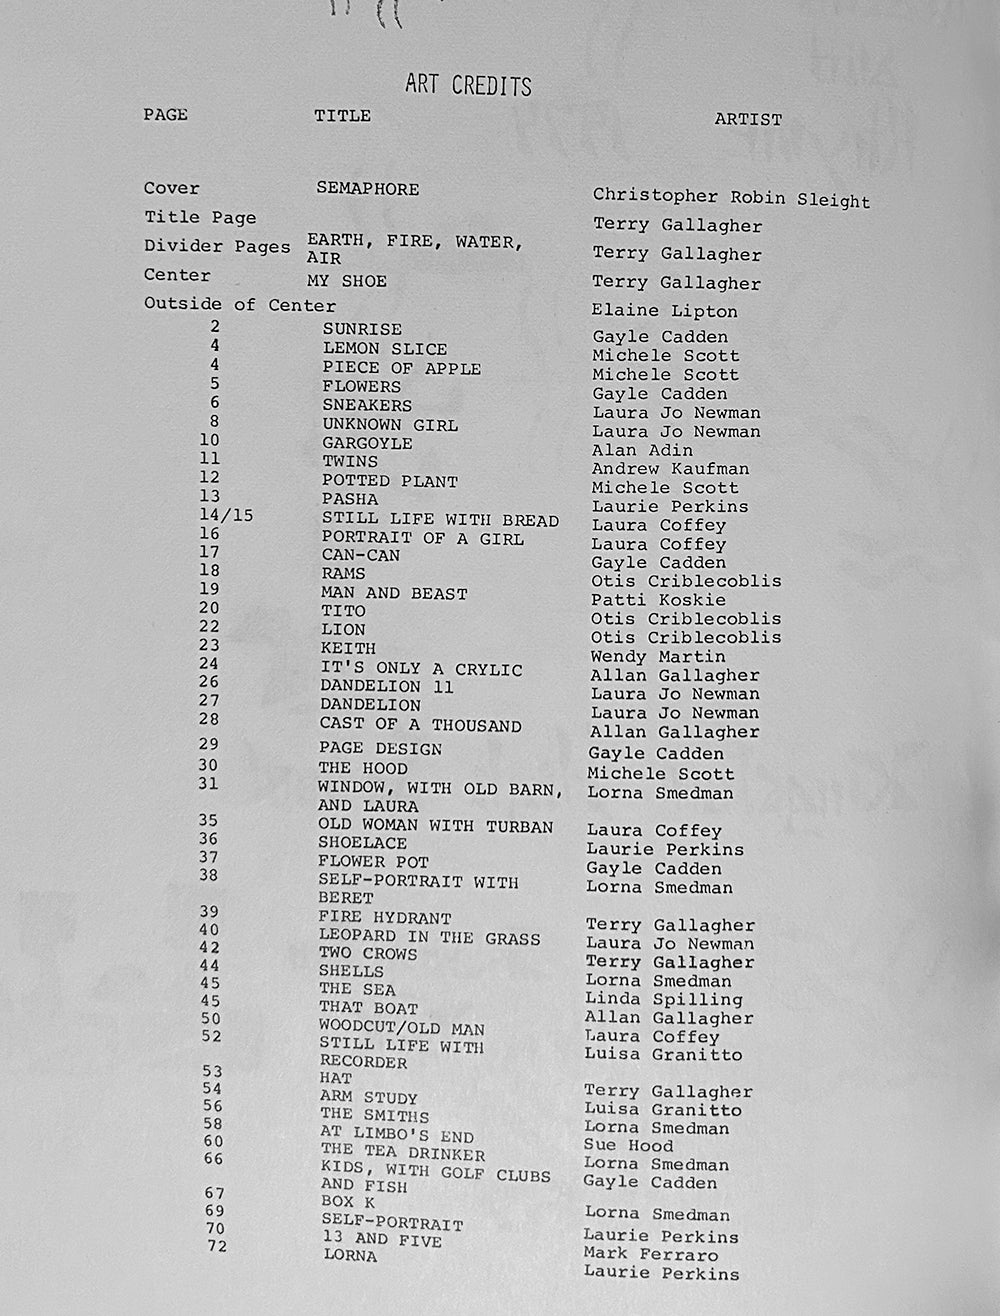 ART CREDITS
PAGE TITLE ARTIST
Cover SEMAPHORE Christopher Robin Sleight
Title Page Terry Gallagher
Divider Pages EARTH, FIRE, WATER, Terry Gallagher
AIR
Center MY SHOE Terry Gallagher
Outside of Center Elaine Lipton
2 SUNRISE Gayle Cadden
4 LEMON SLICE Michele Scott
4 PIECE OF APPLE Michele Scott
5 FLOWERS Gayle Cadden
6 SNEAKERS Laura Jo Newman
8 UNKNOWN GIRL Laura Jo Newman
10 GARGOYLE Alan Adin
11 TWINS Andrew Kaufman
12 POTTED PLANT Michele Scott
13 PASHA Laurie Perkins
14/15 STILL LIFE WITH BREAD Laura Coffey
16 PORTRAIT OF A GIRL Laura Coffey
17 CAN-CAN Gayle Cadden
18 RAMS Otis Criblecoblis
19 MAN AND BEAST Patti Koskie
20 TITO Otis Criblecoblis
22 LION Otis Criblecoblis
23 KEITH Wendy Martin
24 IT'S ONLY A CRYLIC Allan Gallagher
26 DANDELION 11 Laura Jo Newman
27 DANDELION Laura Jo Newman
28 CAST OF A THOUSAND Allan Gallagher
29 PAGE DESIGN Gayle Cadden
30 THE HOOD Michele Scott
31 WINDOW, WITH OLD BARN, Lorna Smedman
AND LAURA
35 OLD WOMAN WITH TURBAN Laura Coffey
36 SHOELACE Laurie Perkins
37 FLOWER POT Gayle Cadden
38 SELF-PORTRAIT WITH Lorna Smedman
BERET
39 FIRE HYDRANT Terry Gallagher
40 LEOPARD IN THE GRASS Laura Jo Newman
42 TWO CROWS Terry Gallagher
44 SHELLS Lorna Smedman
45 THE SEA Linda Spilling
45 THAT BOAT Allan Gallagher
50 WOODCUT/OLD MAN Laura Coffey
52 STILL LIFE WITH Luisa Granitto
RECORDER
53 HAT Terry Gallagher
54 ARM STUDY Luisa Granitto
56 THE SMITHS Lorna Smedman
58 AT LIMBO'S END Sue Hood
60 THE TEA DRINKER Lorna Smedman
66 KIDS, WITH GOLF CLUBS Gayle Cadden
AND FISH
67 BOX K Lorna Smedman
69 SELF-PORTRAIT Laurie Perkins
70 13 AND FIVE Mark Ferraro
72 LORNA Laurie Perkins